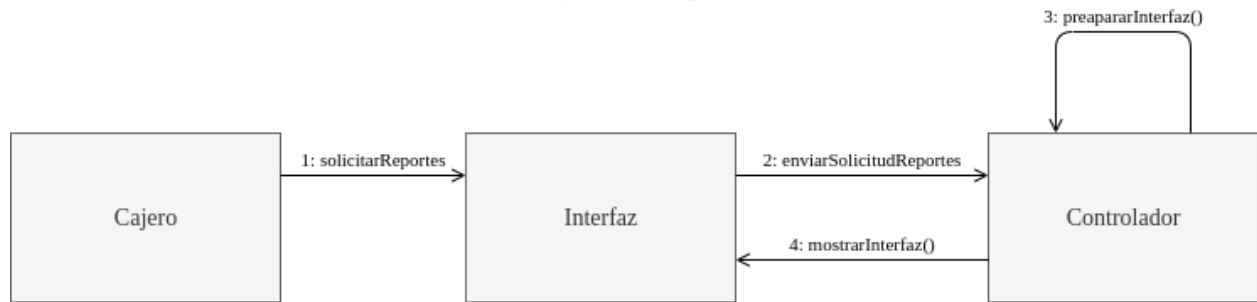 3: preapararInterfaz()
1: solicitarReportes
2: enviarSolicitudReportes
Cajero
Interfaz
Controlador
4: mostrarInterfaz()